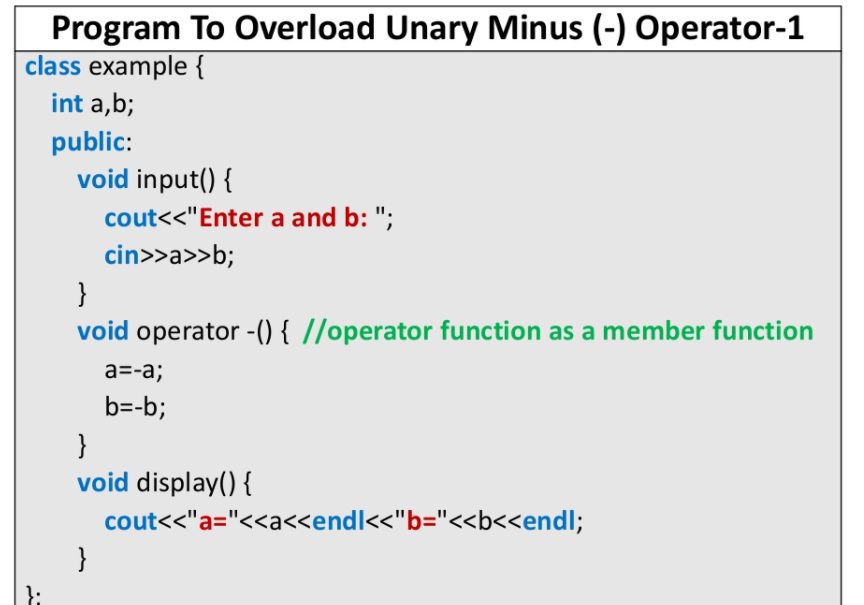 Program To Overload Unary Minus (-) Operator-1
class example {
int a,b;
public:
void input() {
cout<<"Enter a and b: ";
cin>>a>>b;
}
void operator -() { //operator function as a member function
a=-a;
b=-b;
}
void display() {
cout<<"a="<<a<<endl<<"b="<<b<<endl;
}
};